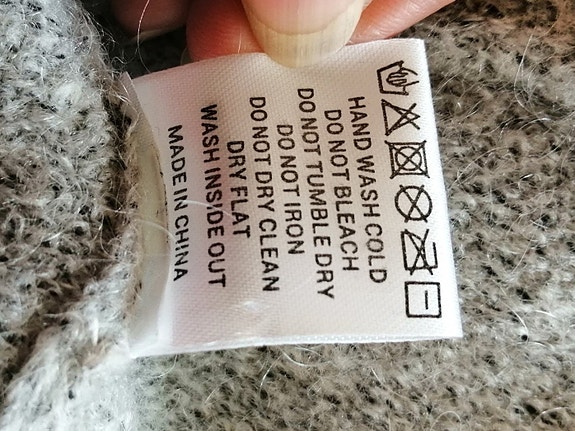 HAND WASH COLD
DO NOT BLEACH
DO NOT TUMBLE DRY
DO NOT IRON
DO NOT DRY CLEAN
DRY FLAT
WASH INSIDE OUT
MADE IN CHINA